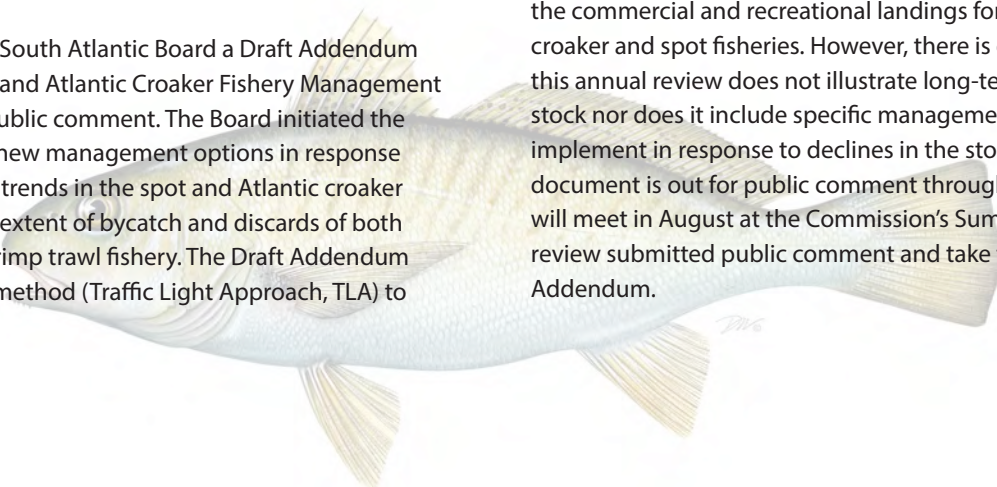 South Atlantic Board a Draft Addendum
and Atlantic Croaker Fishery Management
ublic comment. The Board initiated the
new management options in response
trends in the spot and Atlantic croaker
extent of bycatch and discards of both
rimp trawl fishery. The Draft Addendum
method (Traffic Light Approach, TLA) to
the commercial and recreational landings for
croaker and spot fisheries. However, there is
this annual review does not illustrate long-te
stock nor does it include specific manageme
implement in response to declines in the sto
document is out for public comment through
will meet in August at the Commission's Sum
review submitted public comment and take
Addendum.